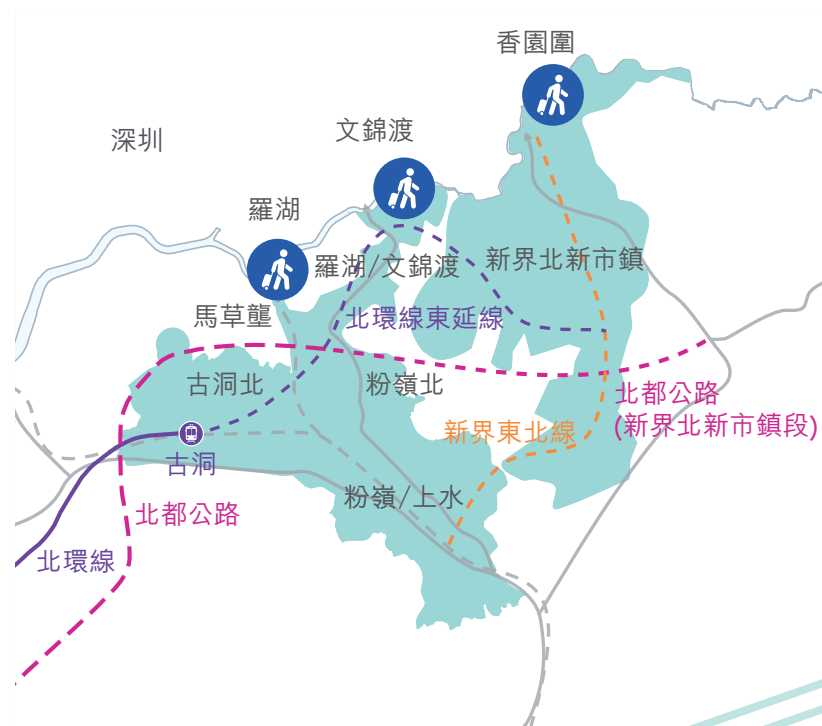 香園圍
文錦渡
深圳
羅湖
新界北新市鎮
羅湖/文錦渡
馬草壟
北環線東延線
古洞北
粉嶺北
北都公路
(新界北新市鎮段)
新界東北線
古洞
粉嶺/上水
北都公路
北環線